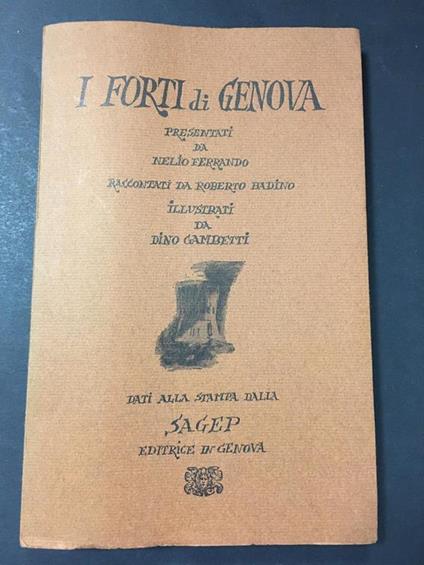 I FORTI di GENOVA
PRESENTATI
DA
NELIO FERRANDO
RACCONTATI DA ROBERTO BADINO
ILLUSTRATI
DA
DINO GAMBETTI
DATI ALLA STAMPA DALLA
SAGEP
EDITRICE IN GENOVA